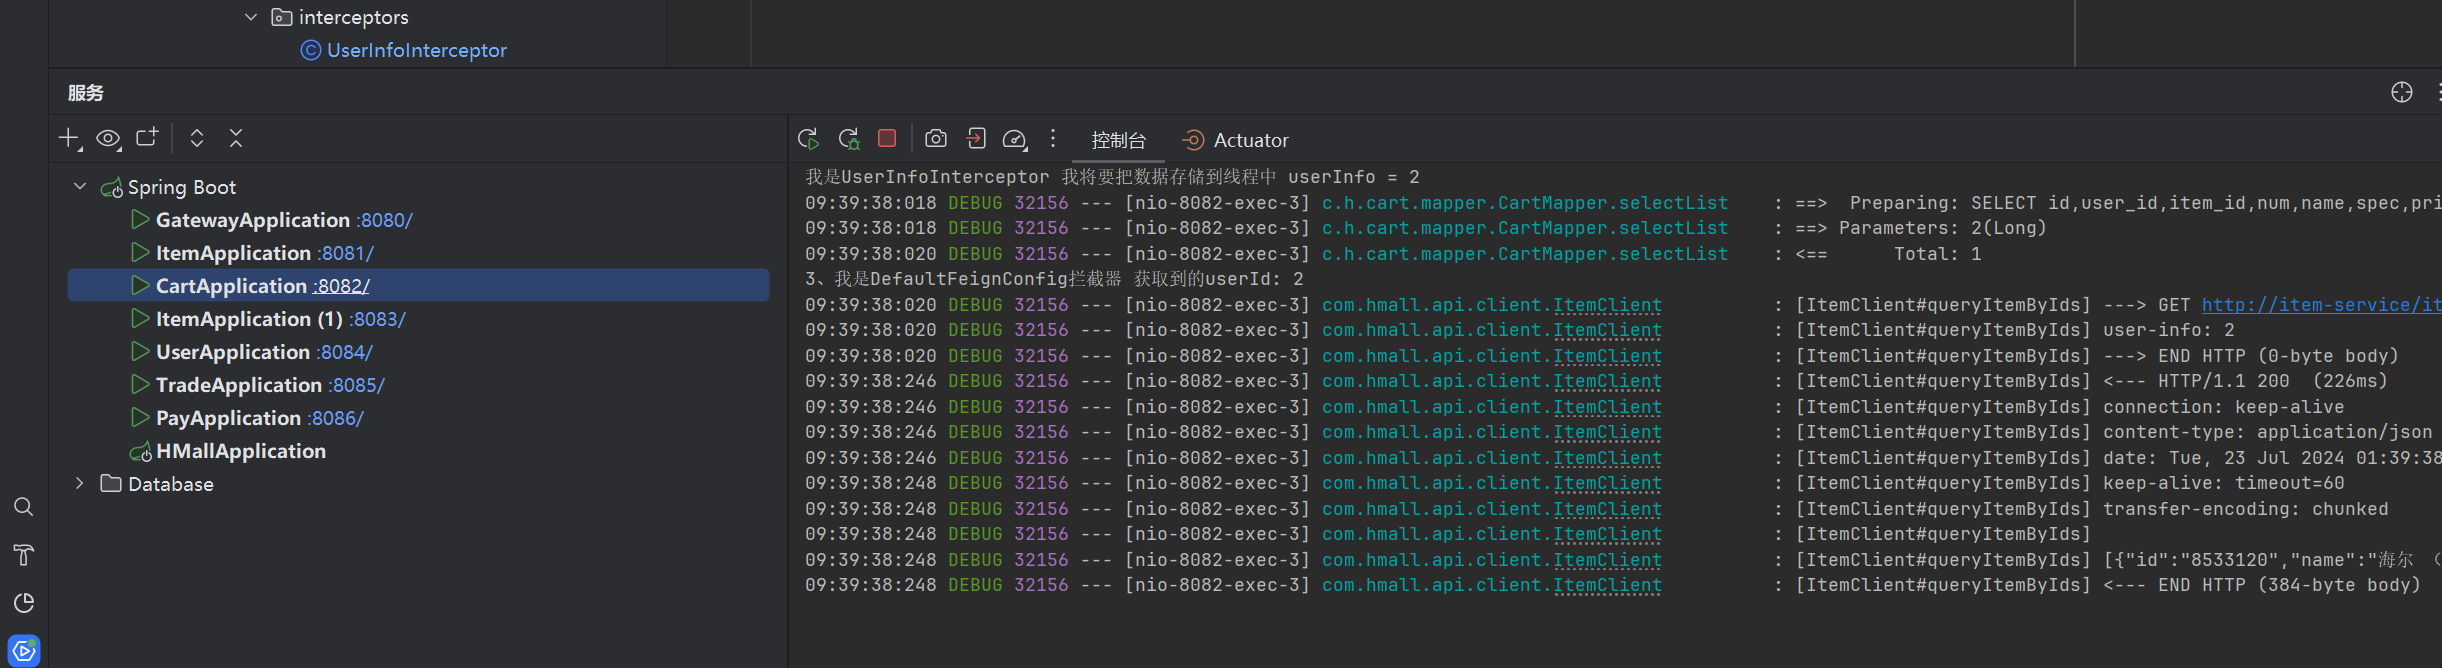 interceptors
UserInfoInterceptor
服务
控制台 Actuator
Spring Boot
GatewayApplication :8080/
ItemApplication :8081/
CartApplication :8082/
ItemApplication (1) :8083/
UserApplication :8084/
TradeApplication :8085/
PayApplication :8086/
HMallApplication
Database
我是UserInfoInterceptor 我将要把数据存储到线程中 userInfo = 2
09:39:38:018 DEBUG 32156 --- [nio-8082-exec-3] c.h.cart.mapper.CartMapper.selectList : ==> Preparing: SELECT id,user_id,item_id,num,name,spec,pri
09:39:38:018 DEBUG 32156 --- [nio-8082-exec-3] c.h.cart.mapper.CartMapper.selectList : ==> Parameters: 2(Long)
09:39:38:020 DEBUG 32156 --- [nio-8082-exec-3] c.h.cart.mapper.CartMapper.selectList : <== Total: 1
3、我是DefaultFeignConfig拦截器 获取到的userId: 2
09:39:38:020 DEBUG 32156 --- [nio-8082-exec-3] com.hmall.api.client.ItemClient : [ItemClient#queryItemByIds] ---> GET http://item-service/it
09:39:38:020 DEBUG 32156 --- [nio-8082-exec-3] com.hmall.api.client.ItemClient : [ItemClient#queryItemByIds] user-info: 2
09:39:38:020 DEBUG 32156 --- [nio-8082-exec-3] com.hmall.api.client.ItemClient : [ItemClient#queryItemByIds] ---> END HTTP (0-byte body)
09:39:38:246 DEBUG 32156 --- [nio-8082-exec-3] com.hmall.api.client.ItemClient : [ItemClient#queryItemByIds] <--- HTTP/1.1 200 (226ms)
09:39:38:246 DEBUG 32156 --- [nio-8082-exec-3] com.hmall.api.client.ItemClient : [ItemClient#queryItemByIds] connection: keep-alive
09:39:38:246 DEBUG 32156 --- [nio-8082-exec-3] com.hmall.api.client.ItemClient : [ItemClient#queryItemByIds] content-type: application/json
09:39:38:246 DEBUG 32156 --- [nio-8082-exec-3] com.hmall.api.client.ItemClient : [ItemClient#queryItemByIds] date: Tue, 23 Jul 2024 01:39:38
09:39:38:248 DEBUG 32156 --- [nio-8082-exec-3] com.hmall.api.client.ItemClient : [ItemClient#queryItemByIds] keep-alive: timeout=60
09:39:38:248 DEBUG 32156 --- [nio-8082-exec-3] com.hmall.api.client.ItemClient : [ItemClient#queryItemByIds] transfer-encoding: chunked
09:39:38:248 DEBUG 32156 --- [nio-8082-exec-3] com.hmall.api.client.ItemClient : [ItemClient#queryItemByIds]
09:39:38:248 DEBUG 32156 --- [nio-8082-exec-3] com.hmall.api.client.ItemClient : [ItemClient#queryItemByIds] [{"id":"8533120","name":"海尔 （
09:39:38:248 DEBUG 32156 --- [nio-8082-exec-3] com.hmall.api.client.ItemClient : [ItemClient#queryItemByIds] <--- END HTTP (384-byte body)